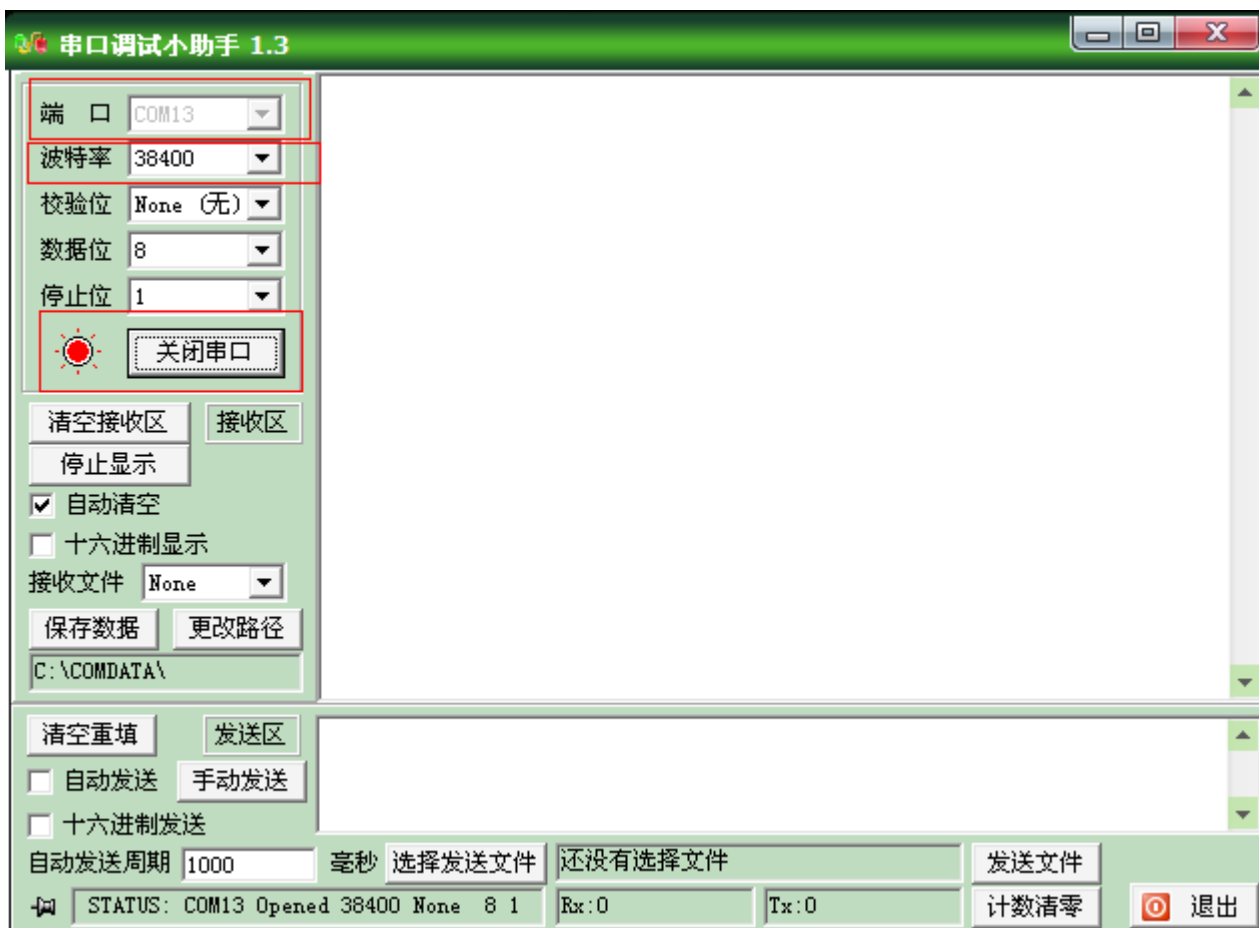 串口调试小助手 1.3
端 口 COM13
波特率 38400
校验位 None (无)
数据位 8
停止位 1
关闭串口
清空接收区 接收区
停止显示
自动清空
十六进制显示
接收文件 None
保存数据 更改路径
C:\COMDATA\
清空重填 发送区
自动发送 手动发送
十六进制发送
自动发送周期 1000 毫秒 选择发送文件 还没有选择文件 发送文件
STATUS: COM13 Opened 38400 None 8 1 Rx:0 Tx:0 计数清零 退出